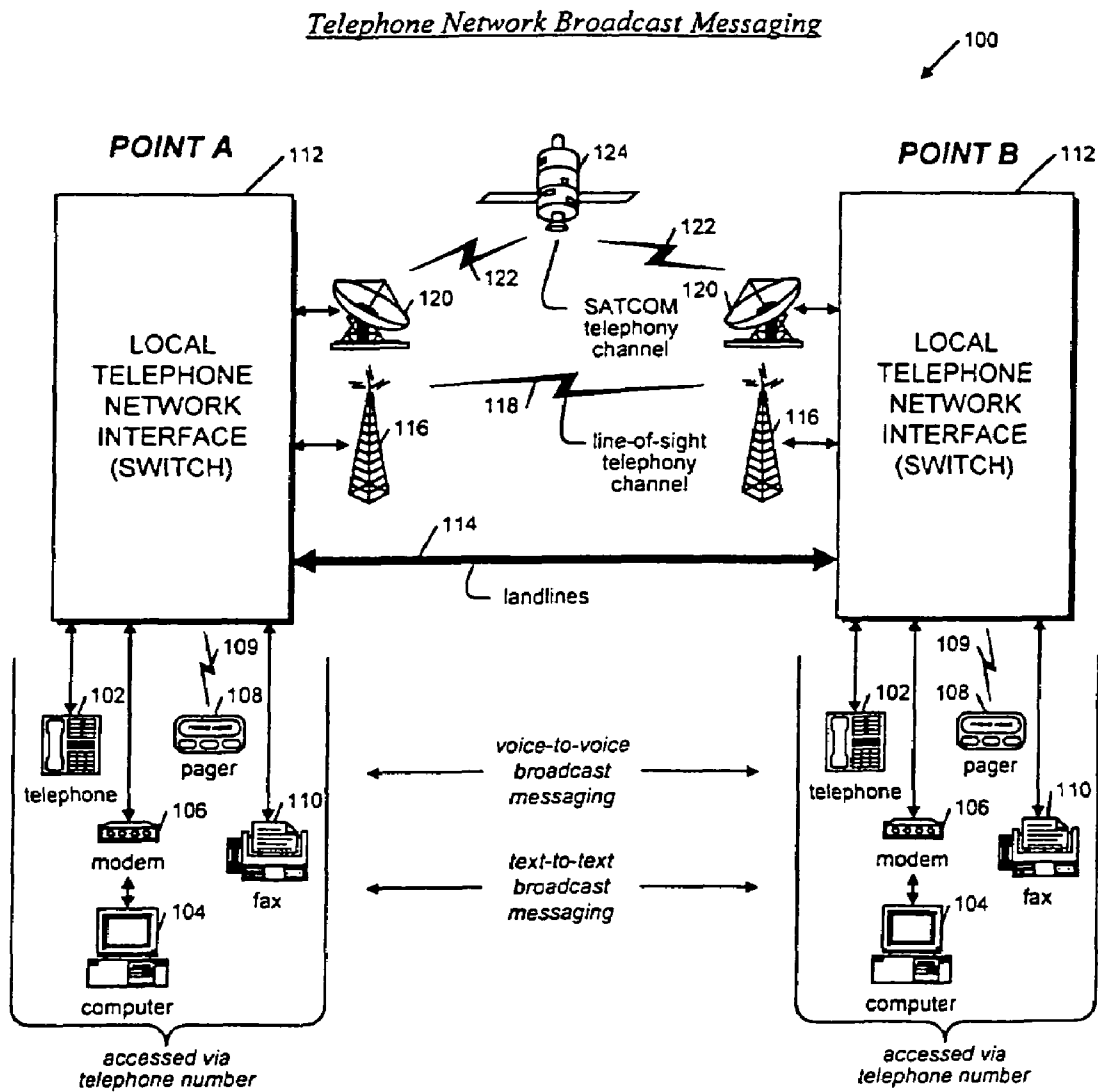 Telephone Network Broadcast Messaging
100
POINT A
112
124
POINT B
112
122
122
120
120
SATCOM
telephony
channel
LOCAL
TELEPHONE
NETWORK
INTERFACE
(SWITCH)
LOCAL
TELEPHONE
NETWORK
INTERFACE
(SWITCH)
118
116
116
line-of-sight
telephony
channel
114
landlines
109
102
108
pager
telephone
106
110
modem
fax
104
computer
accessed via
telephone number
voice-to-voice
broadcast
messaging
text-to-text
broadcast
messaging
109
102
108
pager
telephone
106
110
modem
fax
104
computer
accessed via
telephone number